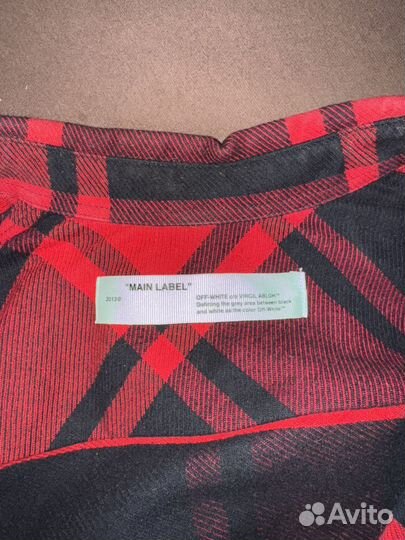 "MAIN LABEL"
2013®
OFF-WHITE c/o VIRGIL ABLOH™
Defining the grey area between black
and white as the color Off-White™
Avito